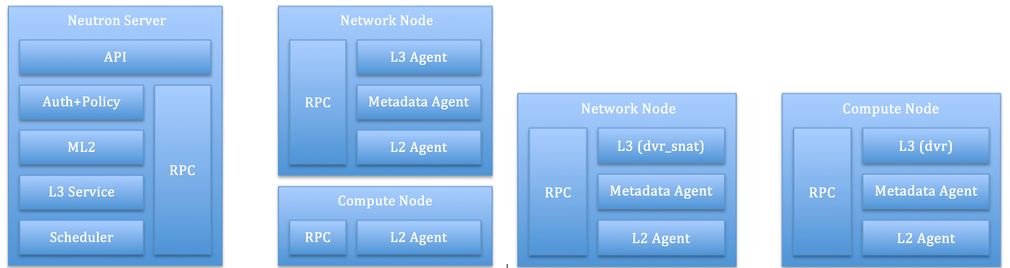 Neutron Server
API
Auth+Policy
ML2
L3 Service
Scheduler
RPC
Network Node
RPC
L3 Agent
Metadata Agent
L2 Agent
Compute Node
RPC
L2 Agent
Network Node
RPC
L3 (dvr_snat)
Metadata Agent
L2 Agent
Compute Node
RPC
L3 (dvr)
Metadata Agent
L2 Agent